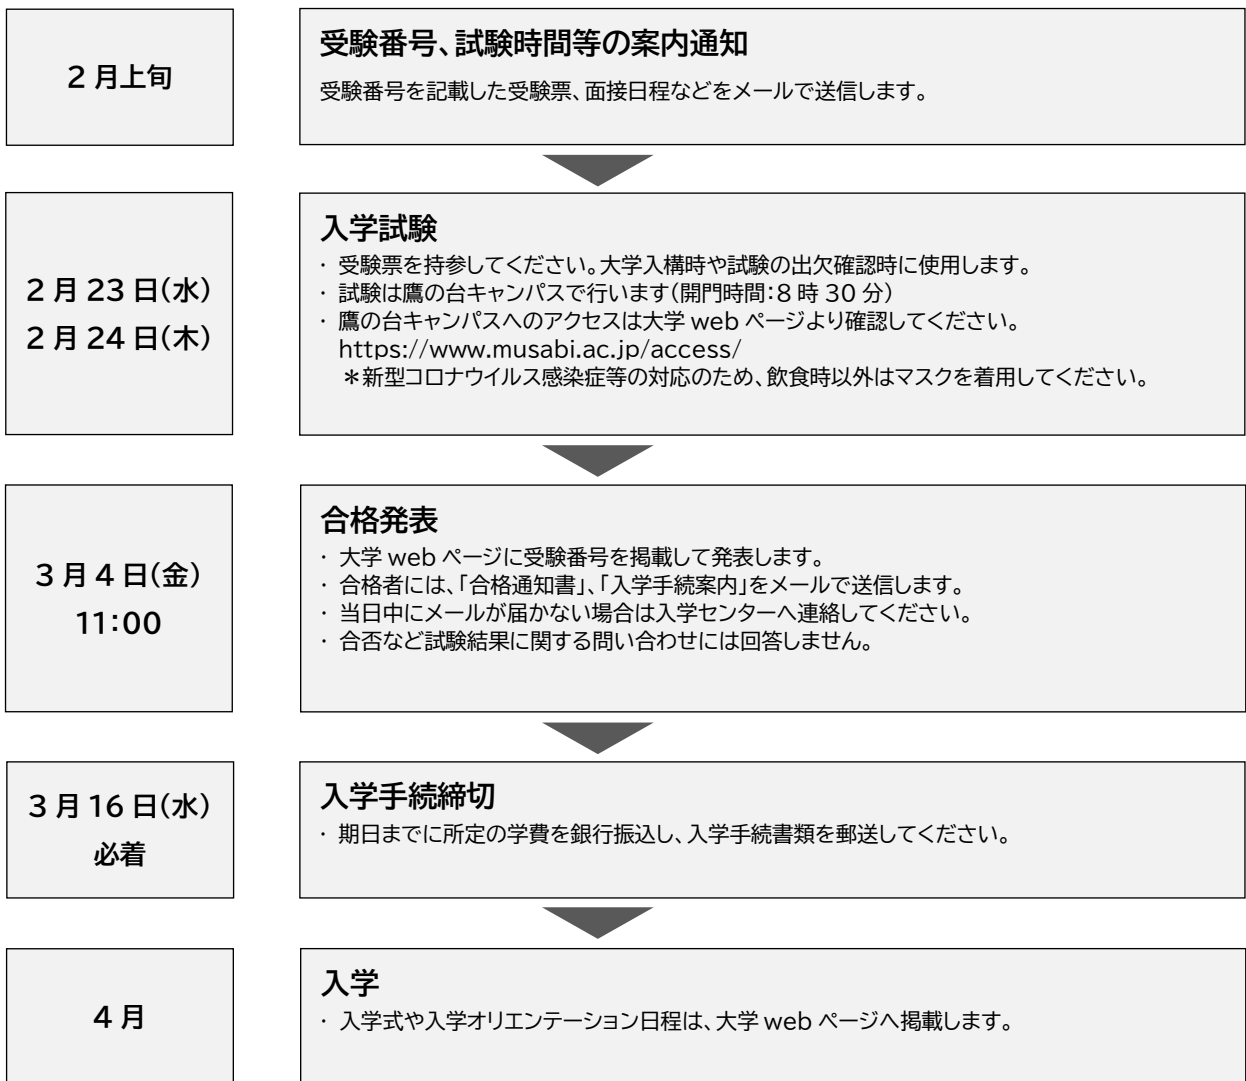 2月上旬
受験番号、試験時間等の案内通知
受験番号を記載した受験票、面接日程などをメールで送信します。
2月23日(水)
2月24日(木)
入学試験
・ 受験票を持参してください。大学入構時や試験の出欠確認時に使用します。
・ 試験は鷹の台キャンパスで行います(開門時間:8時30分)
・ 鷹の台キャンパスへのアクセスは大学 web ページより確認してください。
https://www.musabi.ac.jp/access/
＊新型コロナウイルス感染症等の対応のため、飲食時以外はマスクを着用してください。
3月4日(金)
11:00
合格発表
・ 大学 web ページに受験番号を掲載して発表します。
・ 合格者には、「合格通知書」、「入学手続案内」をメールで送信します。
・ 当日中にメールが届かない場合は入学センターへ連絡してください。
・ 合否など試験結果に関する問い合わせには回答しません。
3月16日(水)
必着
入学手続締切
・ 期日までに所定の学費を銀行振込し、入学手続書類を郵送してください。
4月
入学
・ 入学式や入学オリエンテーション日程は、大学 web ページへ掲載します。